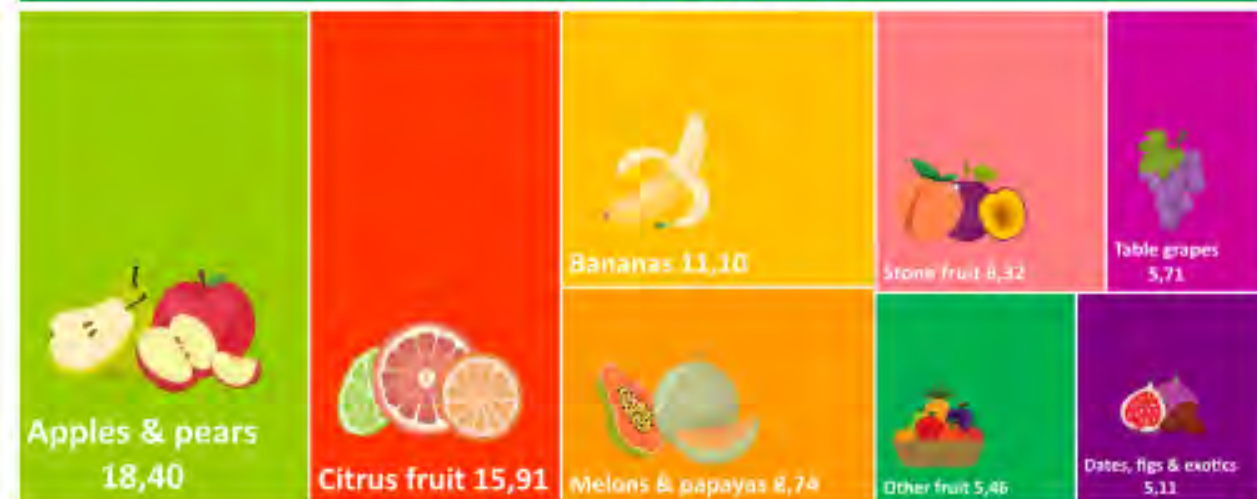 Apples & pears
18,40
Citrus fruit 15,91
Bananas 11,10
Melons & papayas 8,74
Stone fruit 8,32
Table grapes
5,71
Other fruit 5,46
Dates, figs & exotics
5,11